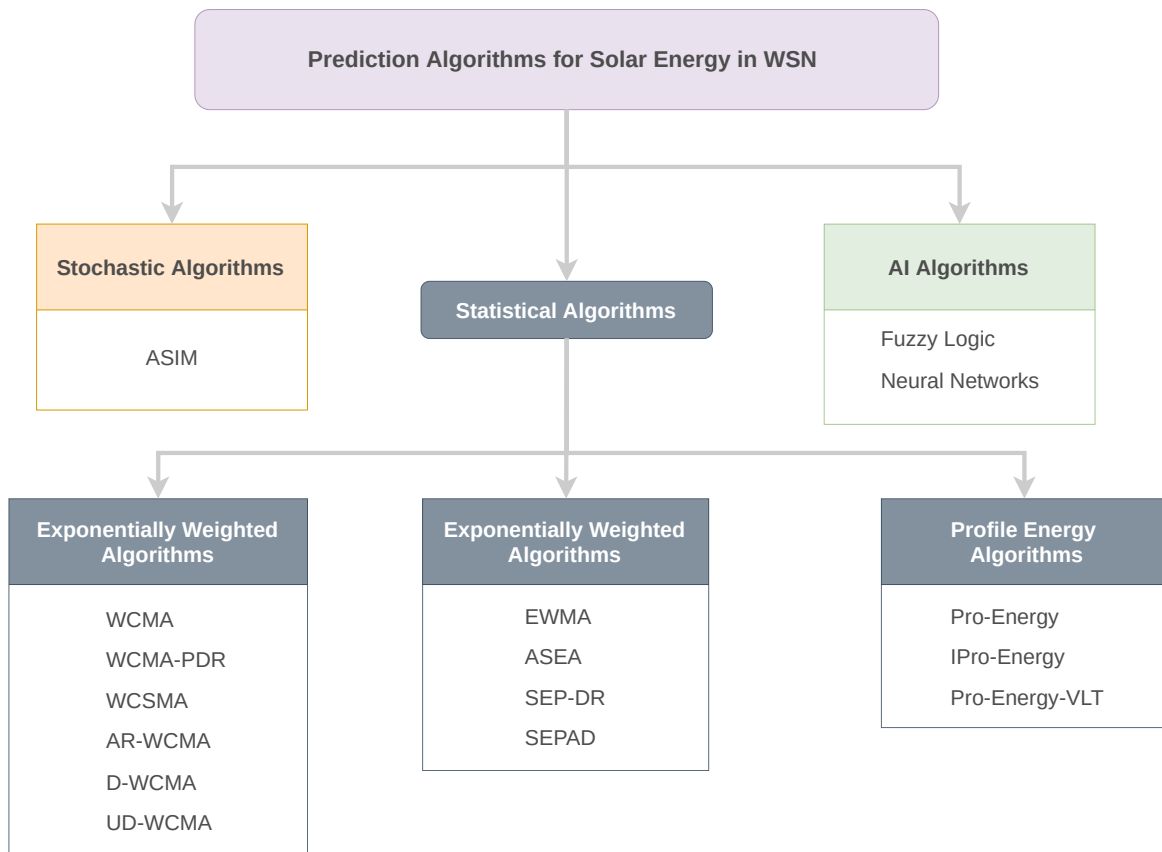 Prediction Algorithms for Solar Energy in WSN
Stochastic Algorithms
ASIM
Statistical Algorithms
AI Algorithms
Fuzzy Logic
Neural Networks
Exponentially Weighted
Algorithms
WCMA
WCMA-PDR
WCSMA
AR-WCMA
D-WCMA
UD-WCMA
Exponentially Weighted
Algorithms
EWMA
ASEA
SEP-DR
SEPAD
Profile Energy
Algorithms
Pro-Energy
IPro-Energy
Pro-Energy-VLT